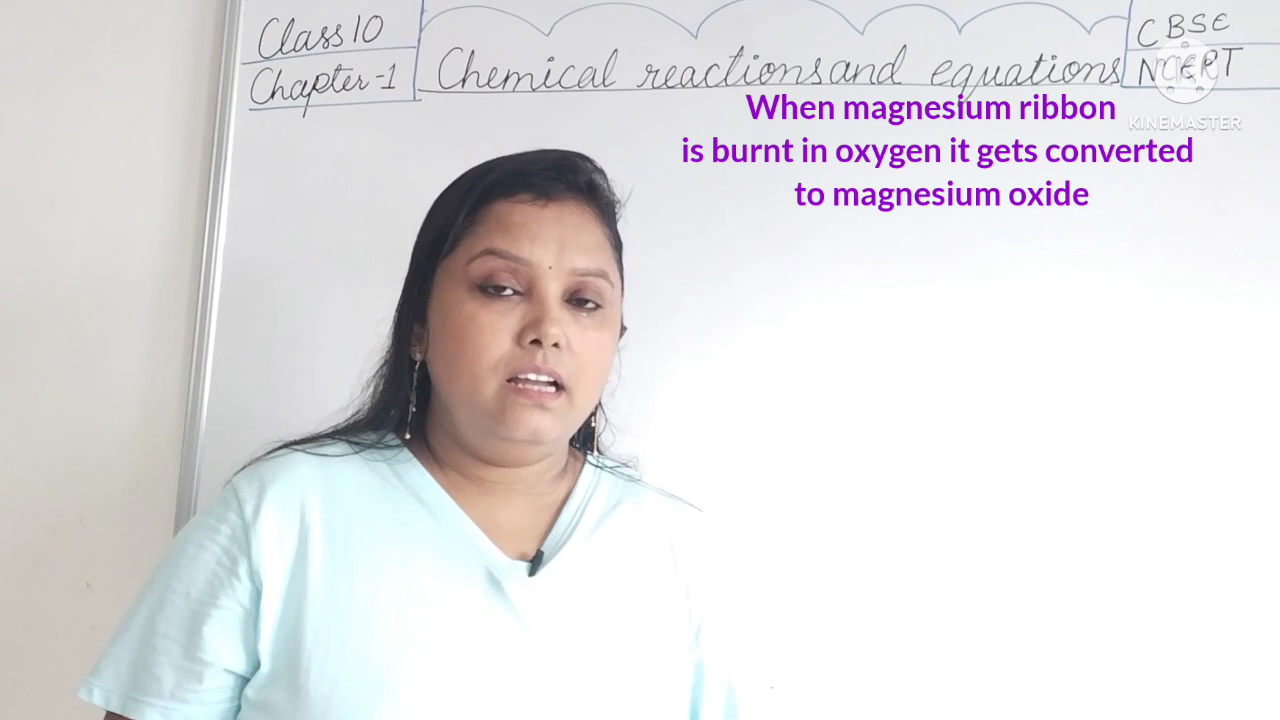 Class 10
Chapter-1
Chemical reactions and equations
CBSE
NCERT
KINEMASTER
When magnesium ribbon
is burnt in oxygen it gets converted
to magnesium oxide